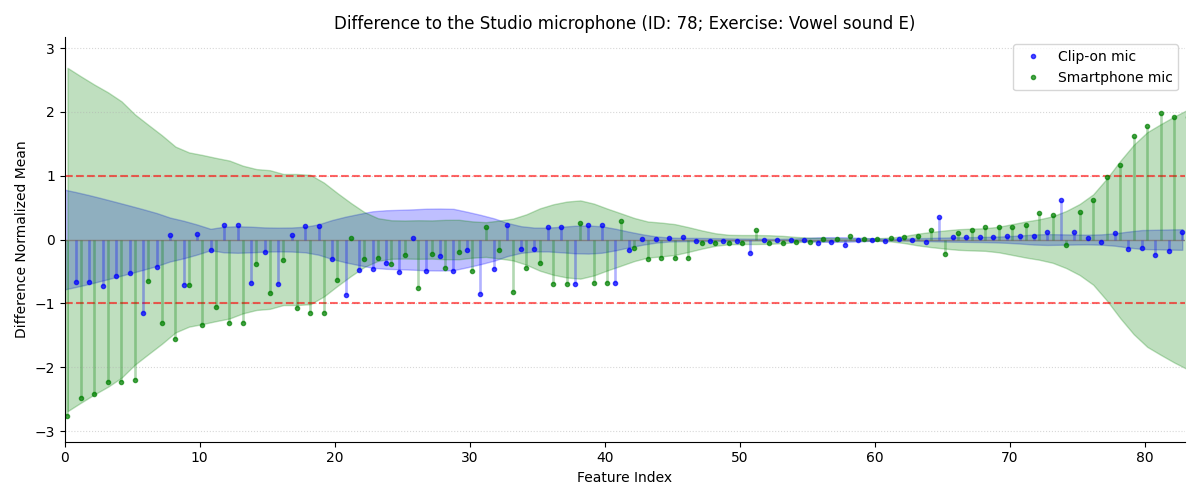 Difference to the Studio microphone (ID: 78; Exercise: Vowel sound E)
Clip-on mic
Smartphone mic
Difference Normalized Mean
3
2
1
0
−1
−2
−3
0 10 20 30 40 50 60 70 80
Feature Index